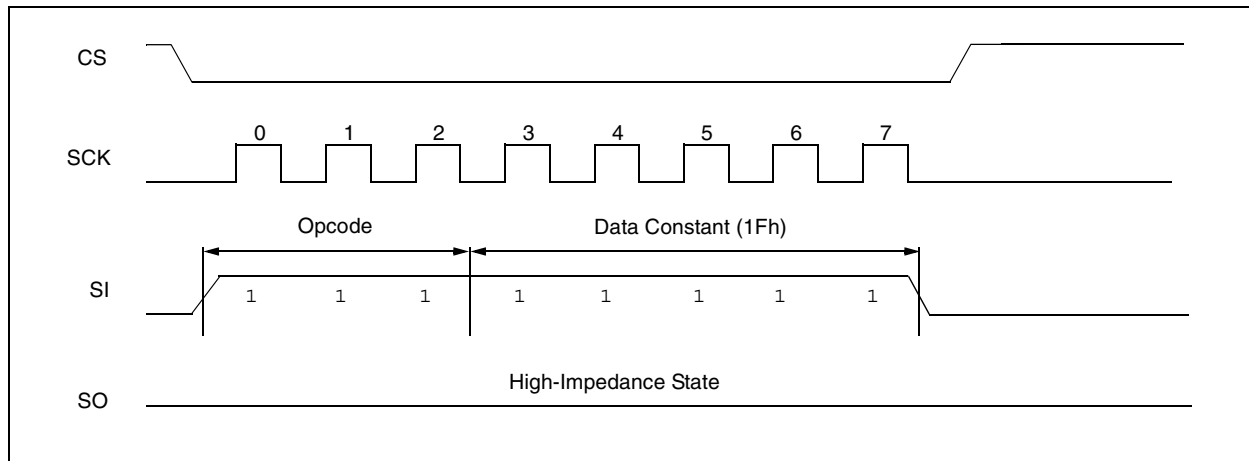 CS
0 1 2 3 4 5 6 7
SCK
Opcode Data Constant (1Fh)
SI
1 1 1 1 1 1 1 1
High-Impedance State
SO